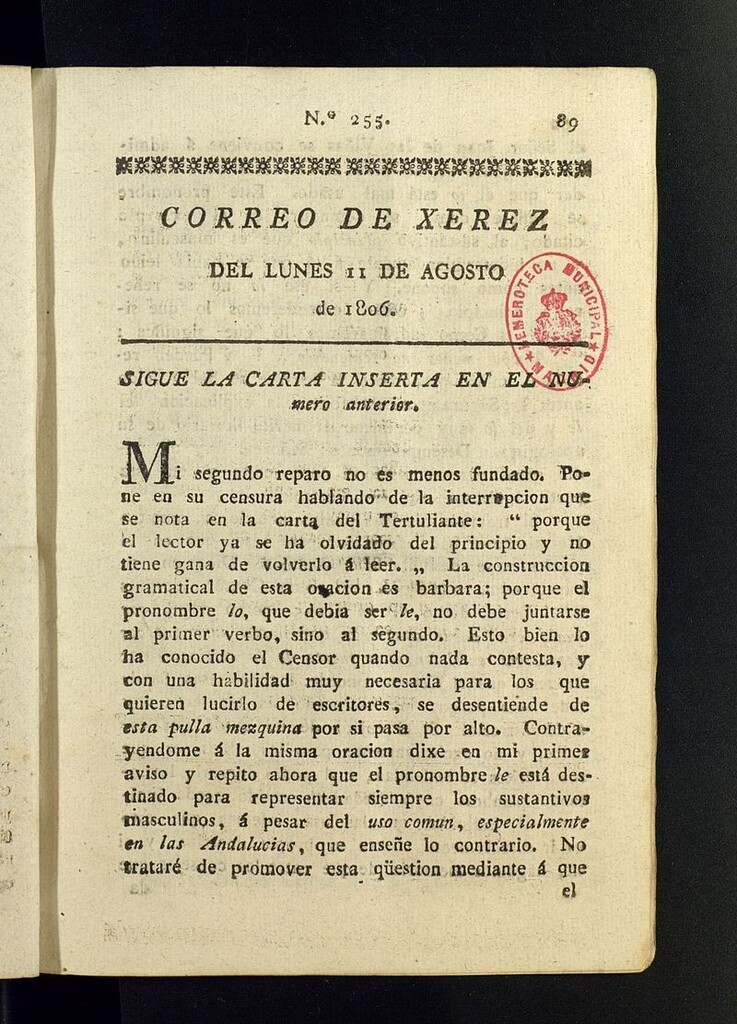 N.º 255. 89
CORREO DE XEREZ
DEL LUNES 11 DE AGOSTO
de 1806.
HEMEROTECA MUNICIPAL
MADRID
SIGUE LA CARTA INSERTA EN EL NU-
mero anterior.
Mi segundo reparo no es menos fundado. Po-
ne en su censura hablando de la interrupcion que
se nota en la carta del Tertuliante: “ porque
el lector ya se ha olvidado del principio y no
tiene gana de volverlo á leer. „ La construccion
gramatical de esta oracion es barbara; porque el
pronombre lo, que debia ser le, no debe juntarse
al primer verbo, sino al segundo. Esto bien lo
ha conocido el Censor quando nada contesta, y
con una habilidad muy necesaria para los que
quieren lucirlo de escritores, se desentiende de
esta pulla mezquina por si pasa por alto. Contra-
yendome á la misma oracion dixe en mi primer
aviso y repito ahora que el pronombre le está des-
tinado para representar siempre los sustantivos
masculinos, á pesar del uso comun, especialmente
en las Andalucias, que enseñe lo contrario. No
trataré de promover esta qüestion mediante á que
el